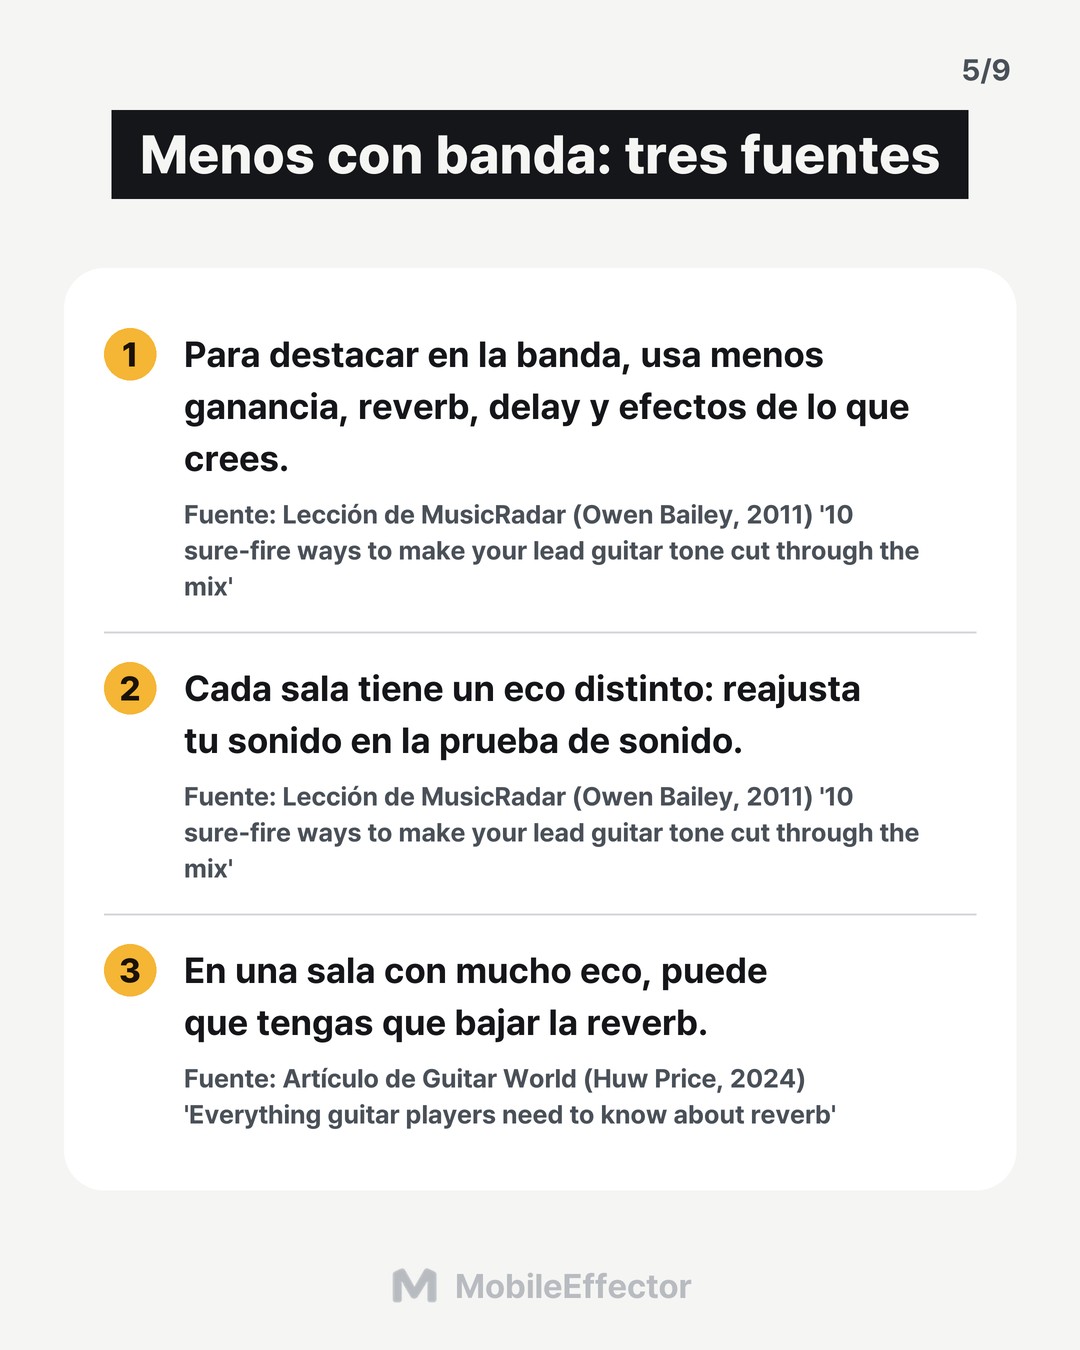 5/9
Menos con banda: tres fuentes
1
Para destacar en la banda, usa menos
ganancia, reverb, delay y efectos de lo que
crees.
Fuente: Lección de MusicRadar (Owen Bailey, 2011) '10
sure-fire ways to make your lead guitar tone cut through the
mix'
2
Cada sala tiene un eco distinto: reajusta
tu sonido en la prueba de sonido.
Fuente: Lección de MusicRadar (Owen Bailey, 2011) '10
sure-fire ways to make your lead guitar tone cut through the
mix'
3
En una sala con mucho eco, puede
que tengas que bajar la reverb.
Fuente: Artículo de Guitar World (Huw Price, 2024)
'Everything guitar players need to know about reverb'
MobileEffector